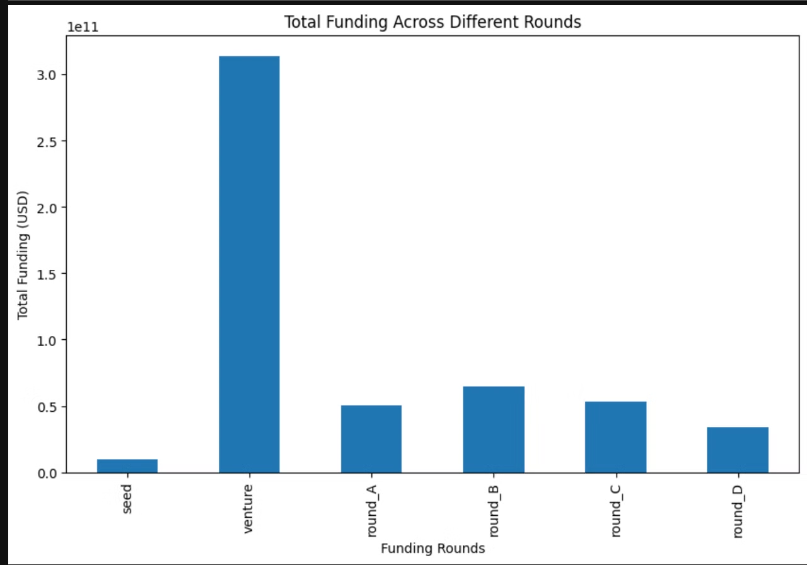 Total Funding Across Different Rounds
1e11
Total Funding (USD)
3.0
2.5
2.0
1.5
1.0
0.5
0.0
seed
venture
round_A
round_B
round_C
round_D
Funding Rounds